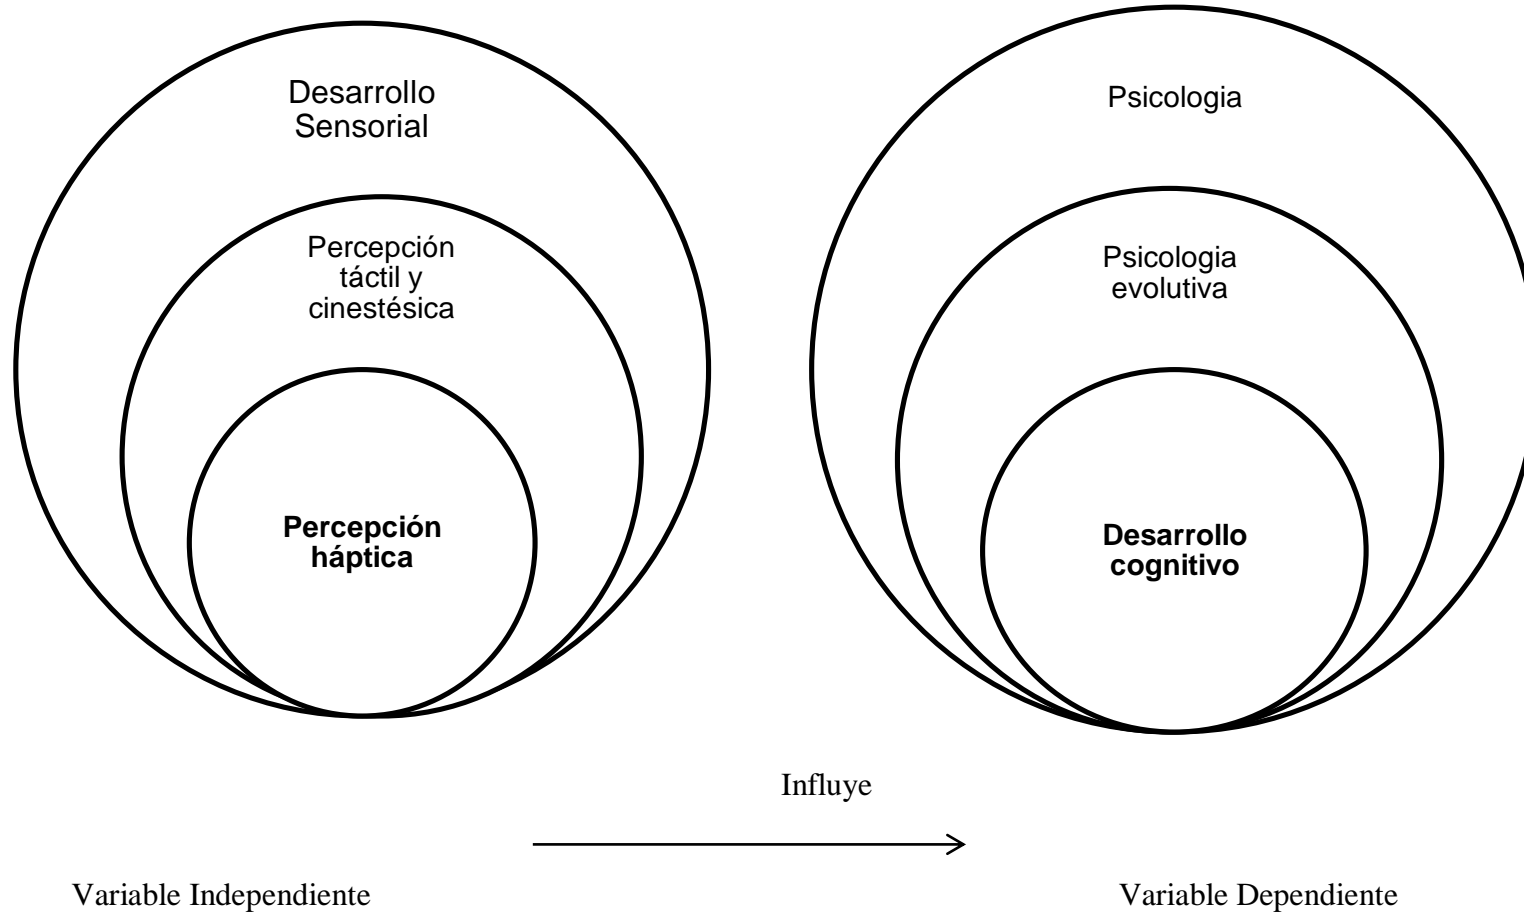 Desarrollo
Sensorial
Percepción
táctil y
cinestésica
Percepción
háptica
Psicologia
Psicologia
evolutiva
Desarrollo
cognitivo
Influye
Variable Independiente
Variable Dependiente